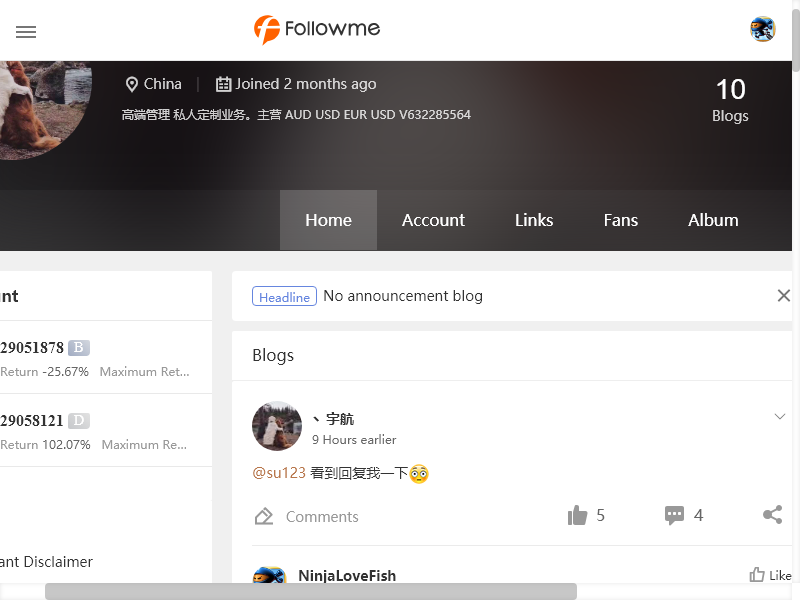 Followme
China | Joined 2 months ago
10
Blogs
高端管理 私人定制业务。主营 AUD USD EUR USD V632285564
Home Account Links Fans Album
unt
Headline No announcement blog
29051878 B
Return -25.67% Maximum Ret...
29058121 D
Return 102.07% Maximum Re...
ant Disclaimer
Blogs
丶宇航
9 Hours earlier
@su123 看到回复我一下
Comments 5 4
NinjaLoveFish Like